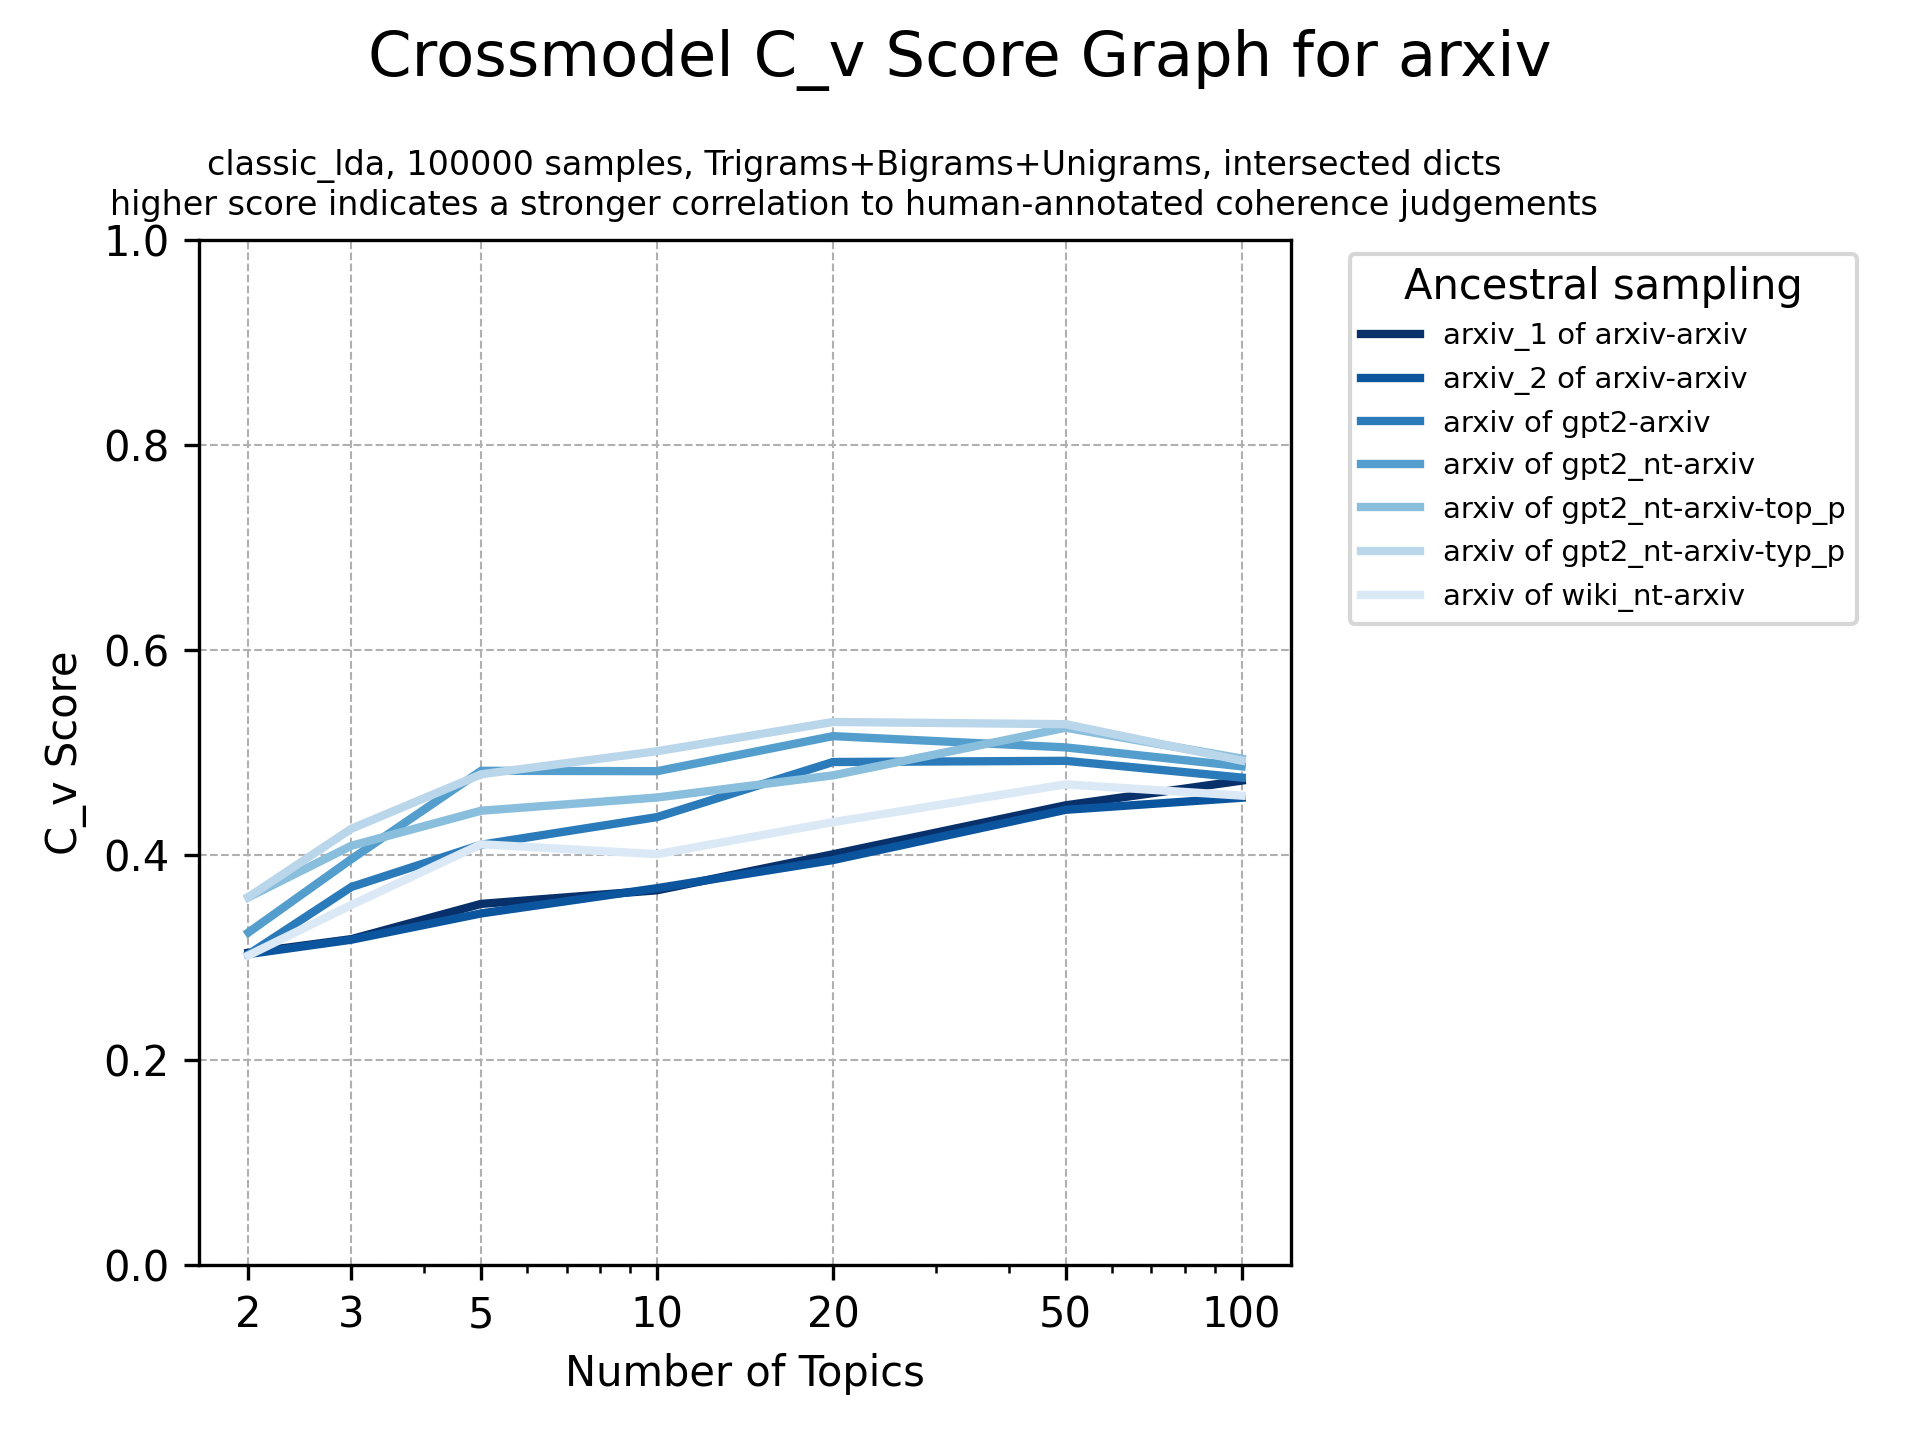 Crossmodel C_v Score Graph for arxiv
classic_lda, 100000 samples, Trigrams+Bigrams+Unigrams, intersected dicts
higher score indicates a stronger correlation to human-annotated coherence judgements
1.0
0.8
0.6
0.4
0.2
0.0
C_v Score
2 3 5 10 20 50 100
Number of Topics
Ancestral sampling
arxiv_1 of arxiv-arxiv
arxiv_2 of arxiv-arxiv
arxiv of gpt2-arxiv
arxiv of gpt2_nt-arxiv
arxiv of gpt2_nt-arxiv-top_p
arxiv of gpt2_nt-arxiv-typ_p
arxiv of wiki_nt-arxiv